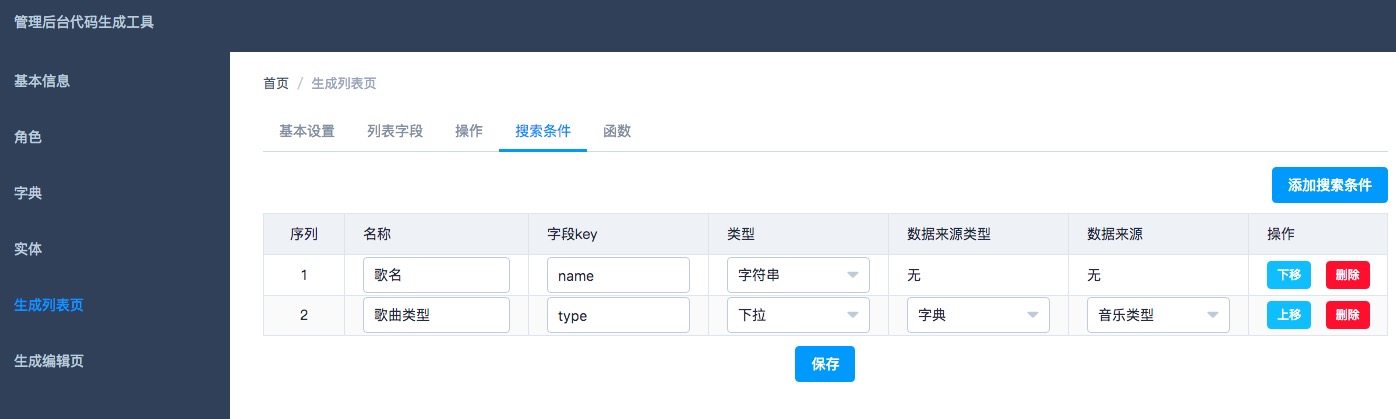 管理后台代码生成工具
基本信息
角色
字典
实体
生成列表页
生成编辑页
首页 / 生成列表页
基本设置 列表字段 操作 搜索条件 函数
添加搜索条件
序列 名称 字段key 类型 数据来源类型 数据来源 操作
1 歌名 name 字符串 无 无 下移 删除
2 歌曲类型 type 下拉 字典 音乐类型 上移 删除
保存